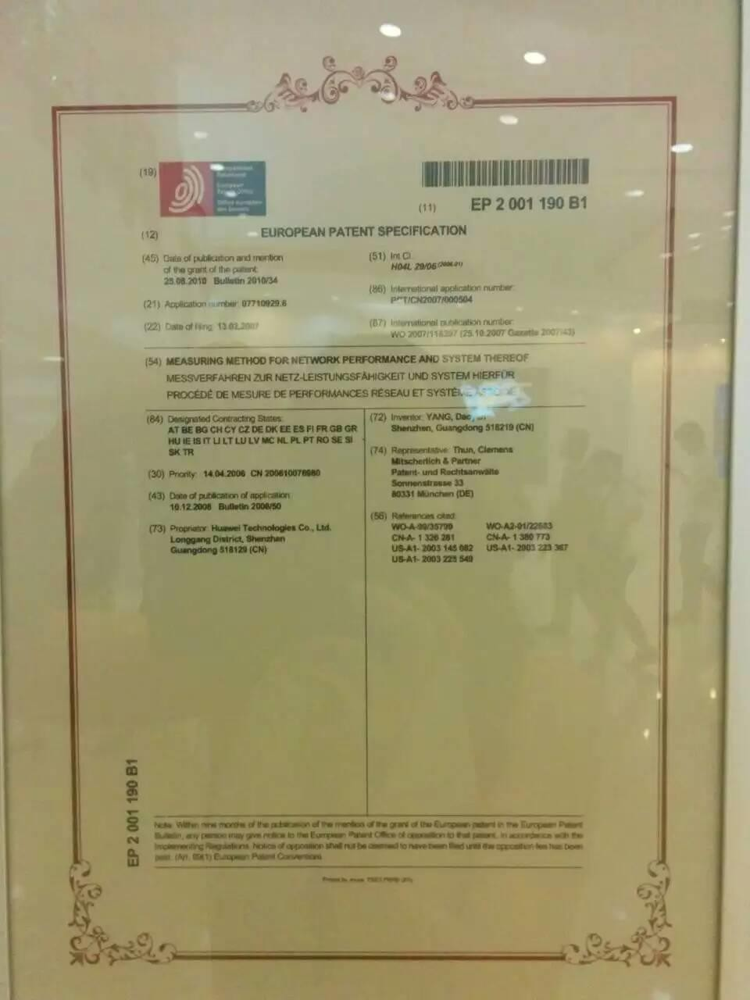 (19)
Europäisches
Patentamt
European
Patent Office
Office européen
des brevets
(11) EP 2 001 190 B1
(12) EUROPEAN PATENT SPECIFICATION
(45) Date of publication and mention
of the grant of the patent:
25.08.2010 Bulletin 2010/34
(21) Application number: 07710929.6
(22) Date of filing: 13.02.2007
(51) Int Cl.:
H04L 29/06 (2006.01)
(86) International application number:
PCT/CN2007/000504
(87) International publication number:
WO 2007/118397 (25.10.2007 Gazette 2007/43)
(54) MEASURING METHOD FOR NETWORK PERFORMANCE AND SYSTEM THEREOF
MESSVERFAHREN ZUR NETZ-LEISTUNGSFÄHIGKEIT UND SYSTEM HIERFÜR
PROCÉDÉ DE MESURE DE PERFORMANCES RÉSEAU ET SYSTÈME
(84) Designated Contracting States:
AT BE BG CH CY CZ DE DK EE ES FI FR GB GR
HU IE IS IT LI LT LU LV MC NL PL PT RO SE SI
SK TR
(30) Priority: 14.04.2006 CN 200610076980
(43) Date of publication of application:
10.12.2008 Bulletin 2008/50
(73) Proprietor: Huawei Technologies Co., Ltd.
Longgang District, Shenzhen
Guangdong 518129 (CN)
(72) Inventor: YANG,
Shenzhen, Guangdong 518219 (CN)
(74) Representative: Thun, Clemens
Mitscherlich & Partner
Patent- und Rechtsanwälte
Sonnenstrasse 33
80331 München (DE)
(56) References cited:
WO-A-99/35799 WO-A2-01/22683
CN-A- 1 326 281 CN-A- 1 380 773
US-A1- 2003 145 082 US-A1- 2003 223 367
US-A1- 2003 225 549
EP 2 001 190 B1
Note: Within nine months of the publication of the mention of the grant of the European patent in the European Patent
Bulletin, any person may give notice to the European Patent Office of opposition to that patent, in accordance with the
Implementing Regulations. Notice of opposition shall not be deemed to have been filed until the opposition fee has been
paid. (Art. 99(1) European Patent Convention).